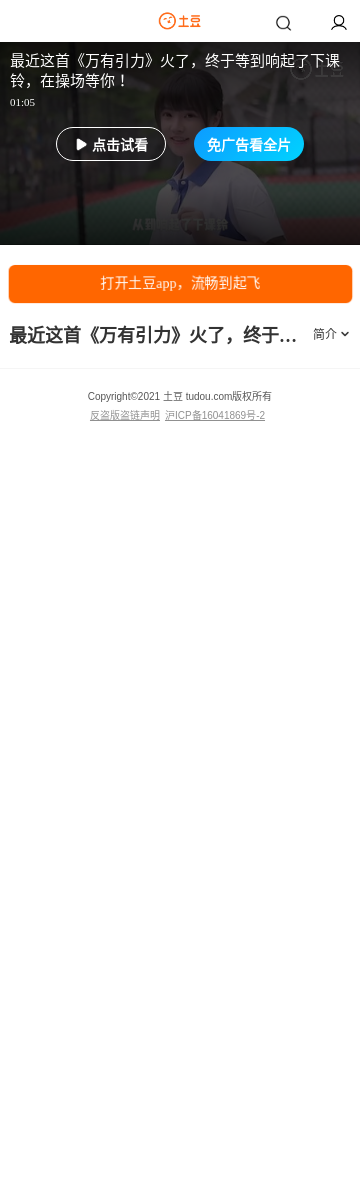 土豆
最近这首《万有引力》火了，终于等到响起了下课
铃，在操场等你 !
01:05
土豆
点击试看
免广告看全片
打开土豆app，流畅到起飞
最近这首《万有引力》火了，终于...
简介
Copyright©2021 土豆 tudou.com版权所有
反盗版盗链声明 沪ICP备16041869号-2